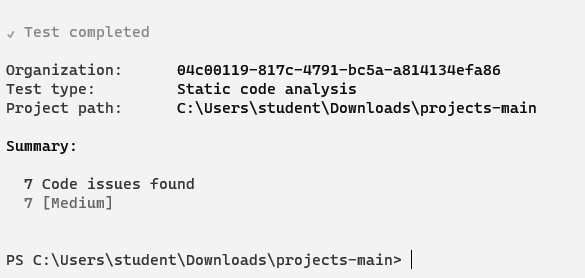 ✓ Test completed
Organization: 04c00119-817c-4791-bc5a-a814134efa86
Test type: Static code analysis
Project path: C:\Users\student\Downloads\projects-main
Summary:
7 Code issues found
7 [Medium]
PS C:\Users\student\Downloads\projects-main>